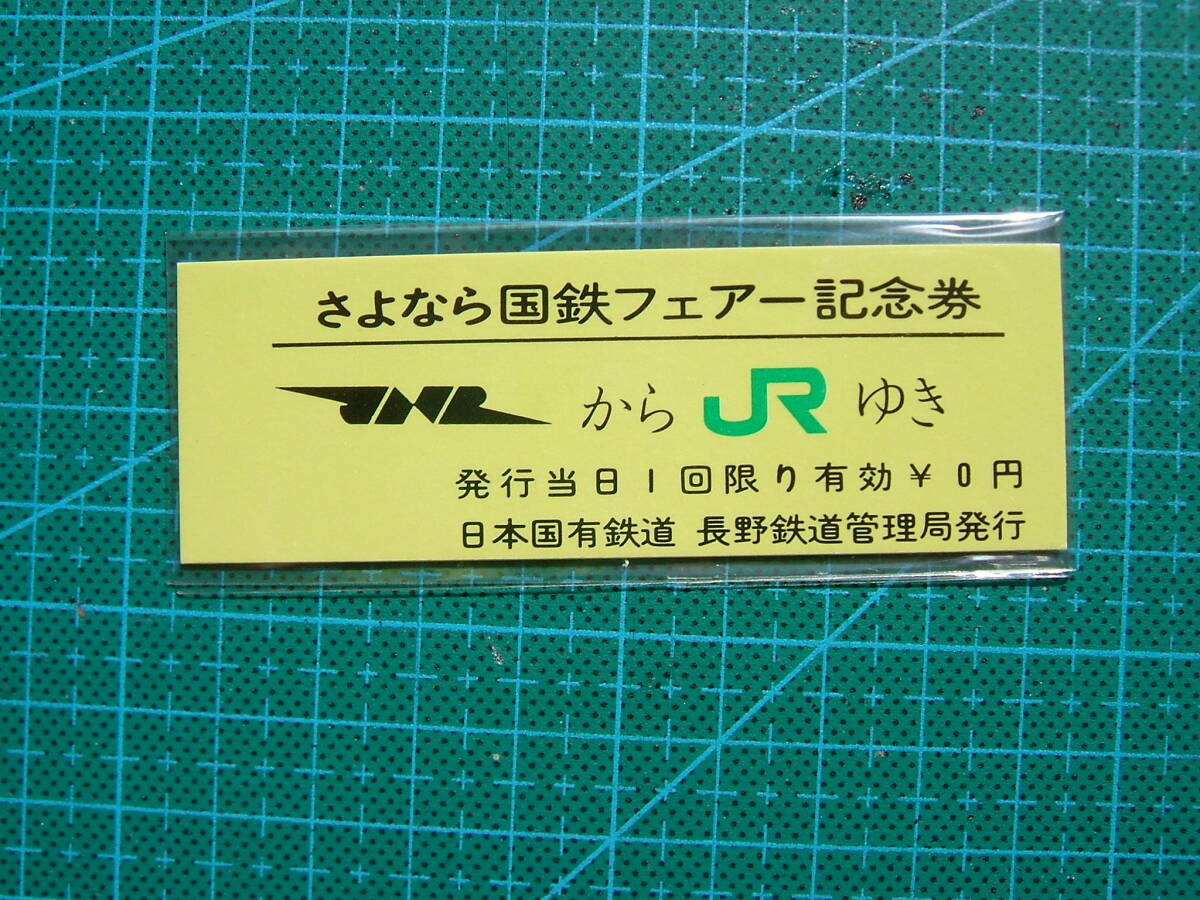 さよなら国鉄フェアー記念券
JNR から JR ゆき
発行当日1回限り有効¥0円
日本国有鉄道 長野鉄道管理局発行